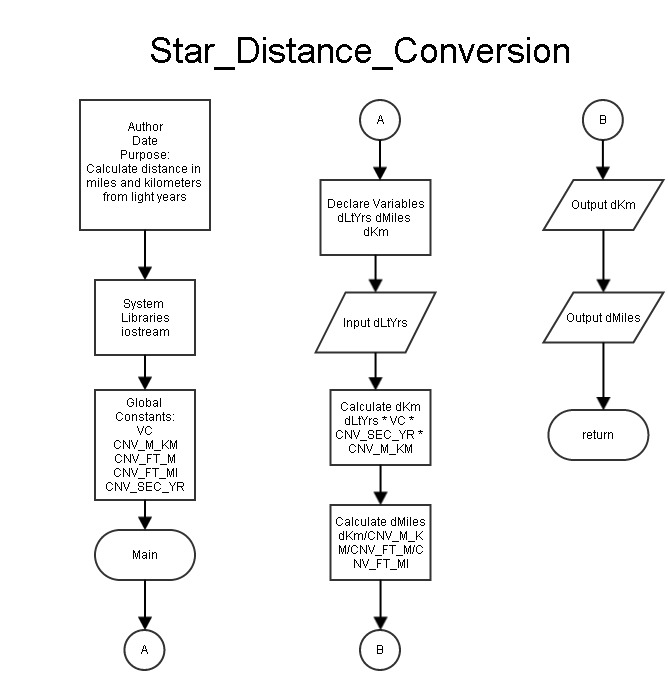 Star_Distance_Conversion
Author
Date
Purpose:
Calculate distance in
miles and kilometers
from light years
System
Libraries
iostream
Global
Constants:
VC
CNV_M_KM
CNV_FT_M
CNV_FT_MI
CNV_SEC_YR
Main
A
A
Declare Variables
dLtYrs dMiles
dKm
Input dLtYrs
Calculate dKm
dLtYrs * VC *
CNV_SEC_YR *
CNV_M_KM
Calculate dMiles
dKm/CNV_M_K
M/CNV_FT_M/C
NV_FT_MI
B
B
Output dKm
Output dMiles
return